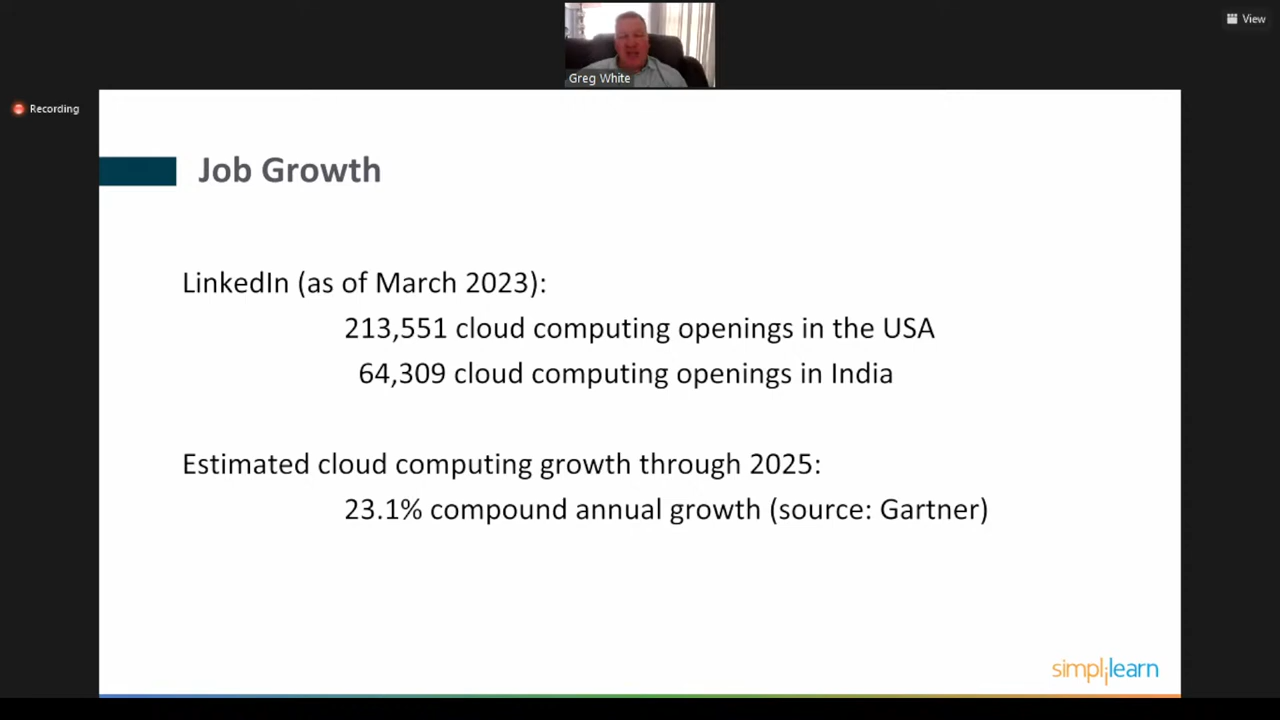 View
Greg White
Recording
Job Growth
LinkedIn (as of March 2023):
213,551 cloud computing openings in the USA
64,309 cloud computing openings in India
Estimated cloud computing growth through 2025:
23.1% compound annual growth (source: Gartner)
simplilearn